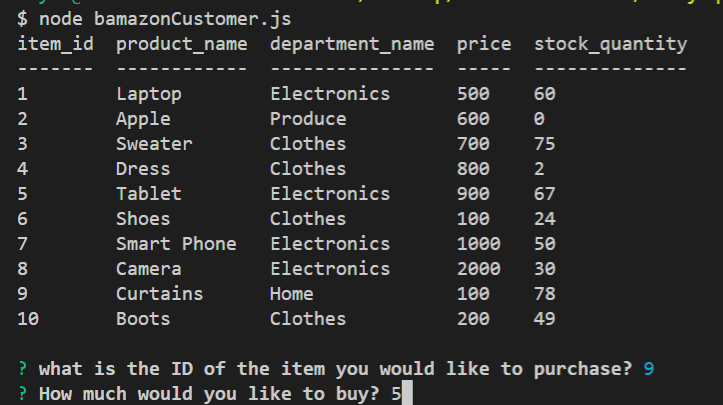 $ node bamazonCustomer.js
item_id  product_name  department_name  price  stock_quantity
-------  ------------  ---------------  -----  --------------
1        Laptop        Electronics      500    60
2        Apple         Produce          600    0
3        Sweater       Clothes          700    75
4        Dress         Clothes          800    2
5        Tablet        Electronics      900    67
6        Shoes         Clothes          100    24
7        Smart Phone   Electronics      1000   50
8        Camera        Electronics      2000   30
9        Curtains      Home             100    78
10       Boots         Clothes          200    49
? what is the ID of the item you would like to purchase? 9
? How much would you like to buy? 5